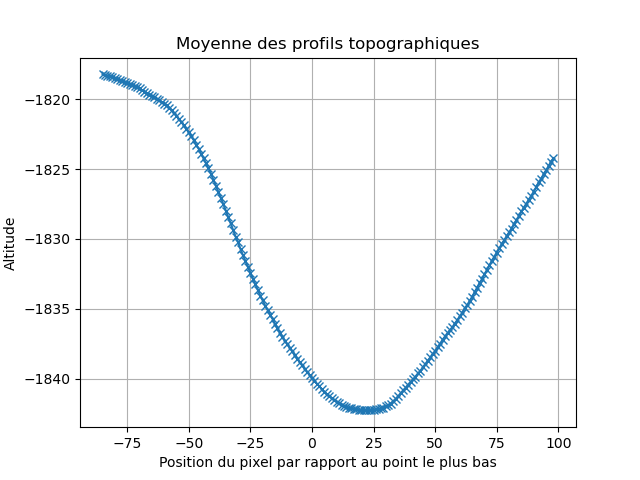 Moyenne des profils topographiques
Altitude
−1820
−1825
−1830
−1835
−1840
−75 −50 −25 0 25 50 75 100
Position du pixel par rapport au point le plus bas